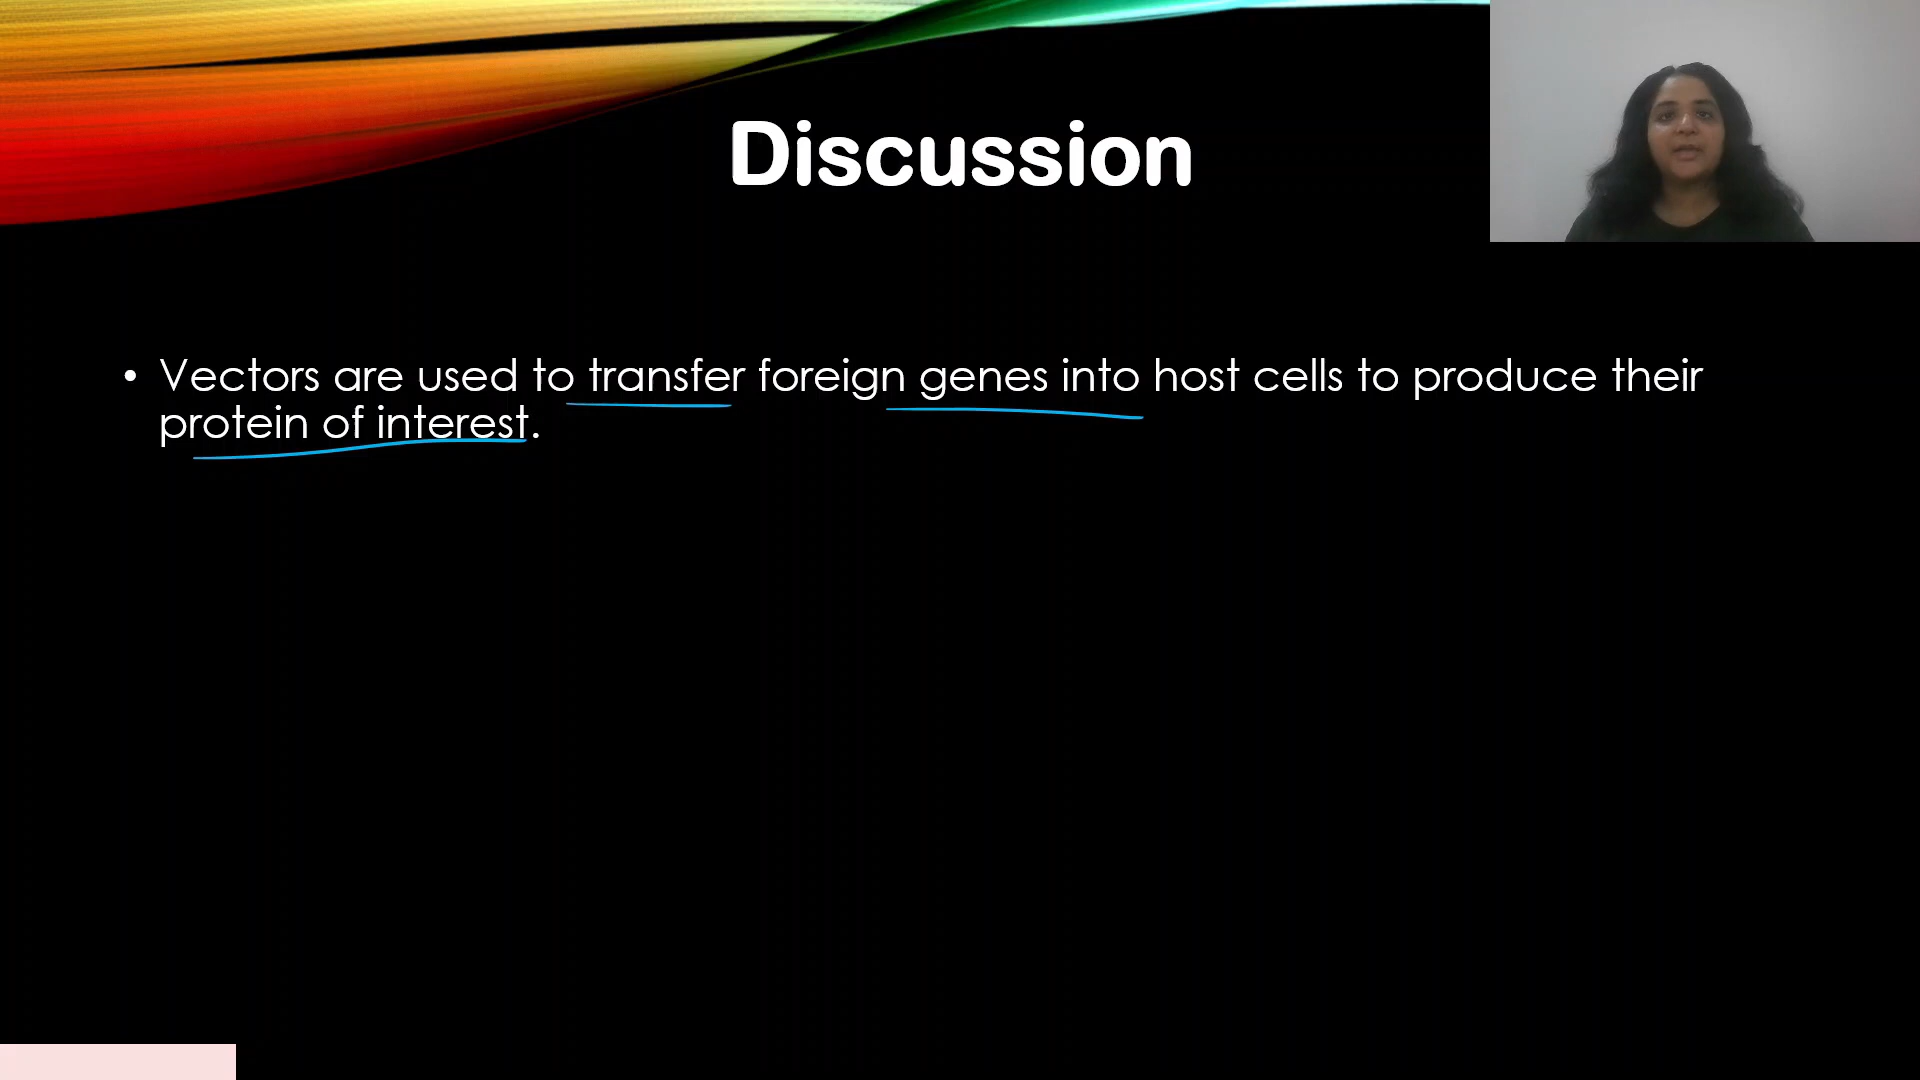 Discussion
• Vectors are used to transfer foreign genes into host cells to produce their
protein of interest.